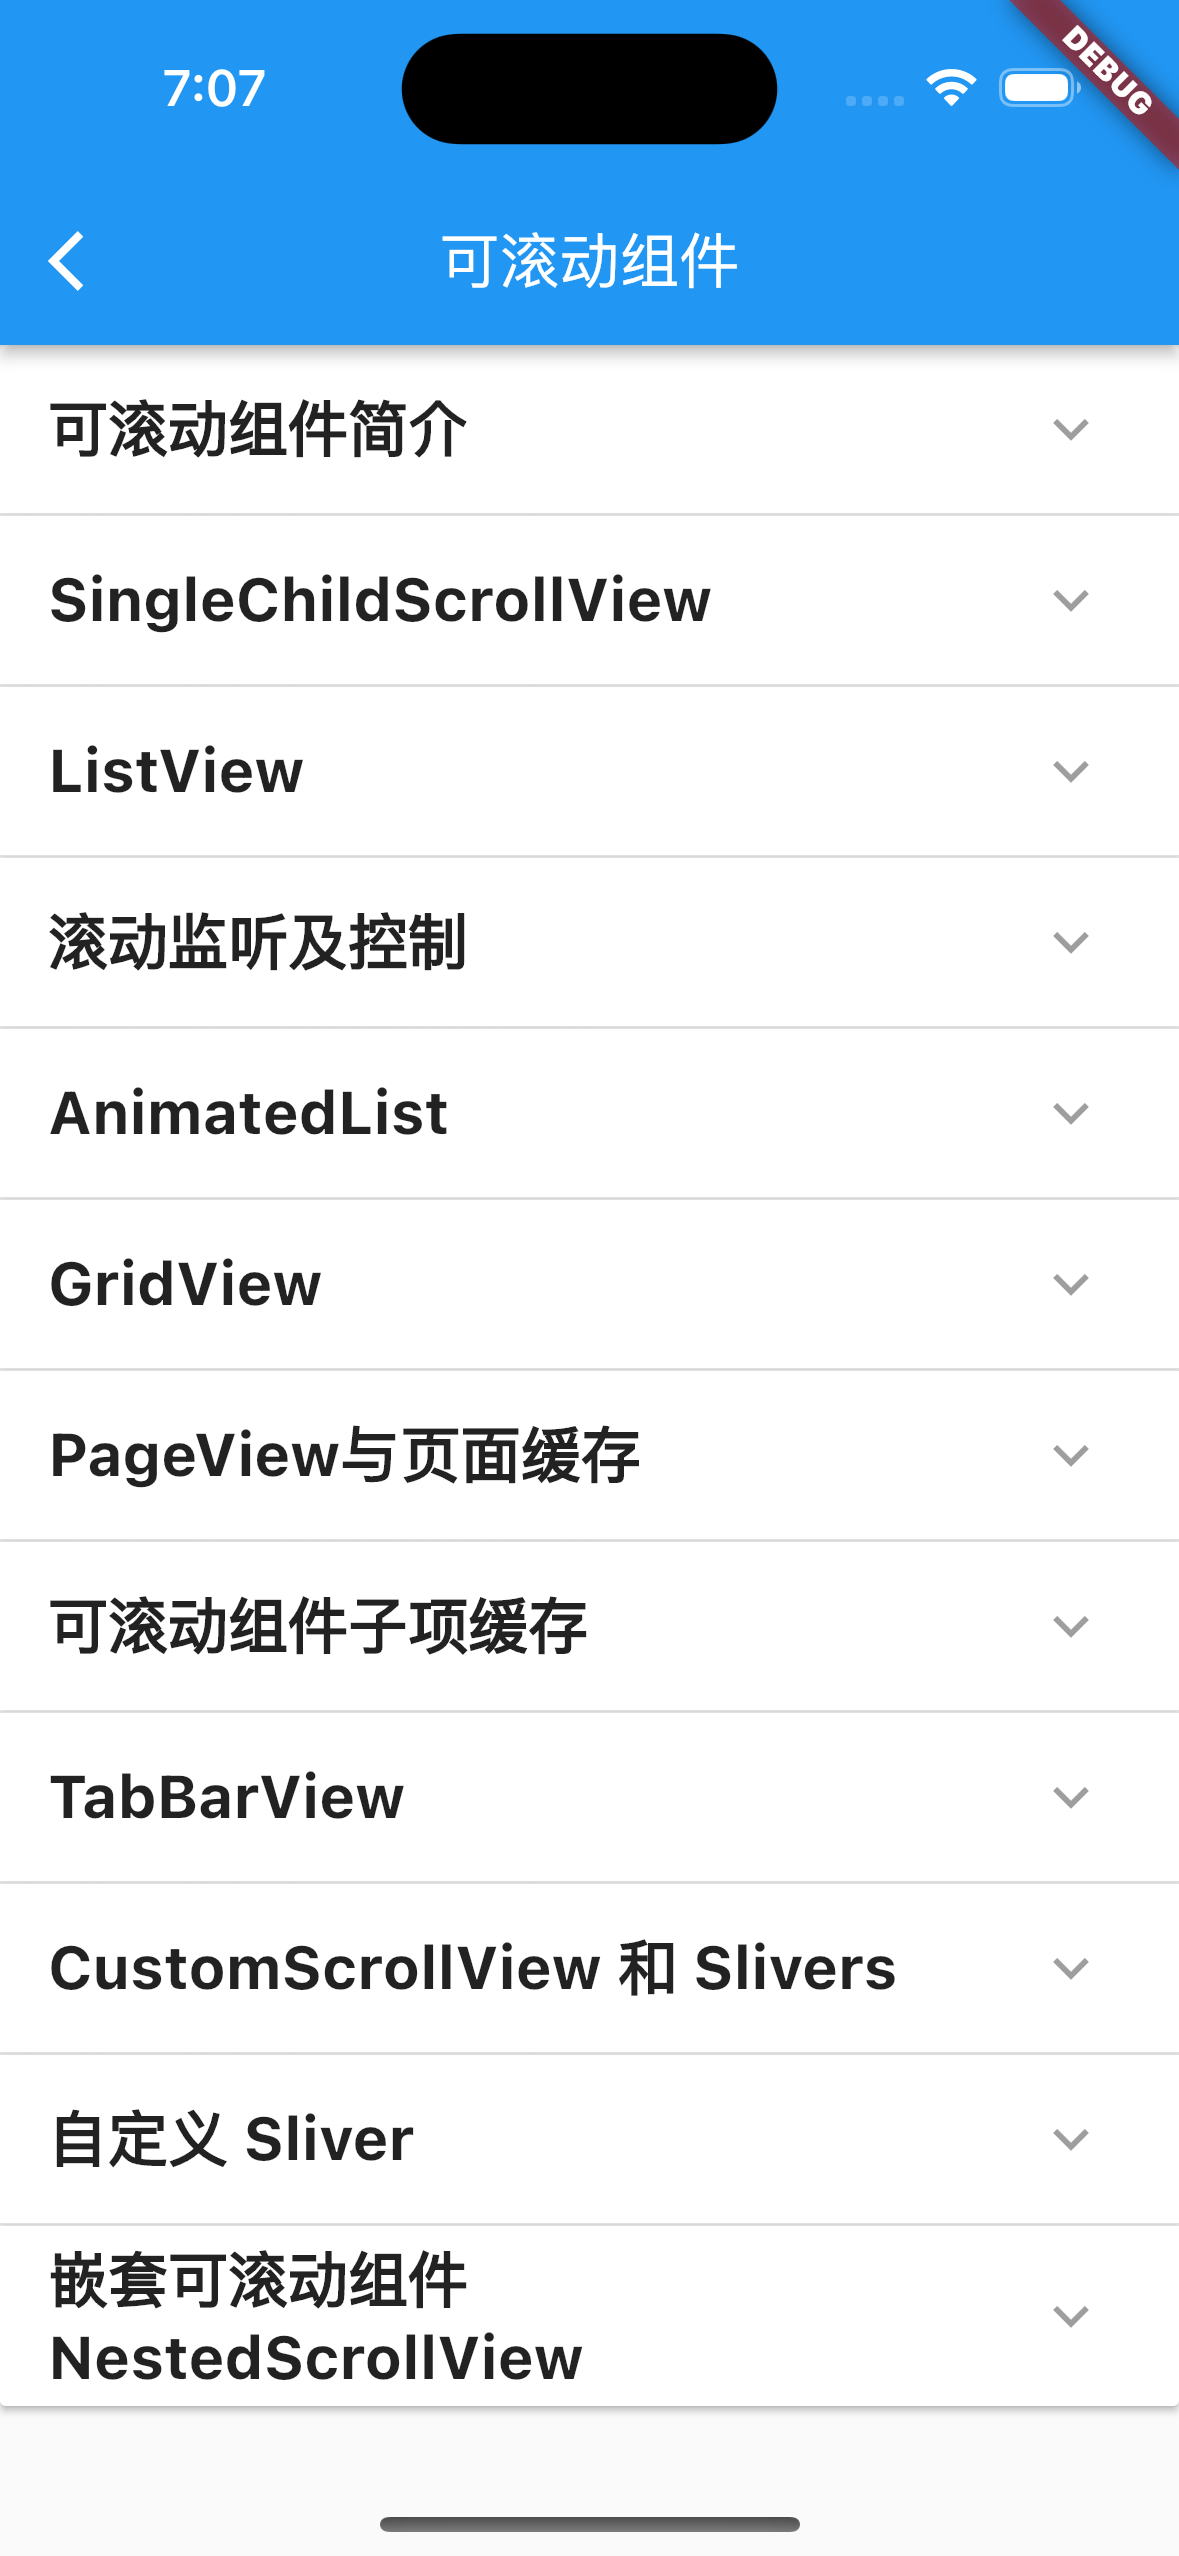 7:07
DEBUG
可滚动组件
可滚动组件简介
SingleChildScrollView
ListView
滚动监听及控制
AnimatedList
GridView
PageView与页面缓存
可滚动组件子项缓存
TabBarView
CustomScrollView 和 Slivers
自定义 Sliver
嵌套可滚动组件
NestedScrollView